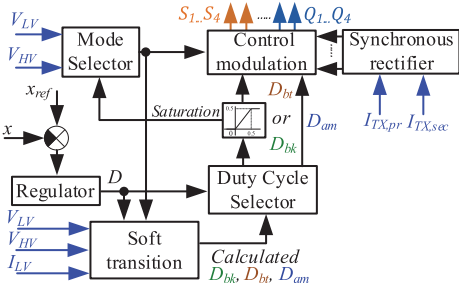 S1..S4 ..... Q1..Q4
VLV
VHV
Mode
Selector
Control
modulation
Synchronous
rectifier
xref
x
Saturation
0.5
0
0.5
Dbt
or
Dbk
Dam
ITX,pr
ITX,sec
Regulator
D
Duty Cycle
Selector
VLV
VHV
ILV
Soft
transition
Calculated
Dbk, Dbt, Dam